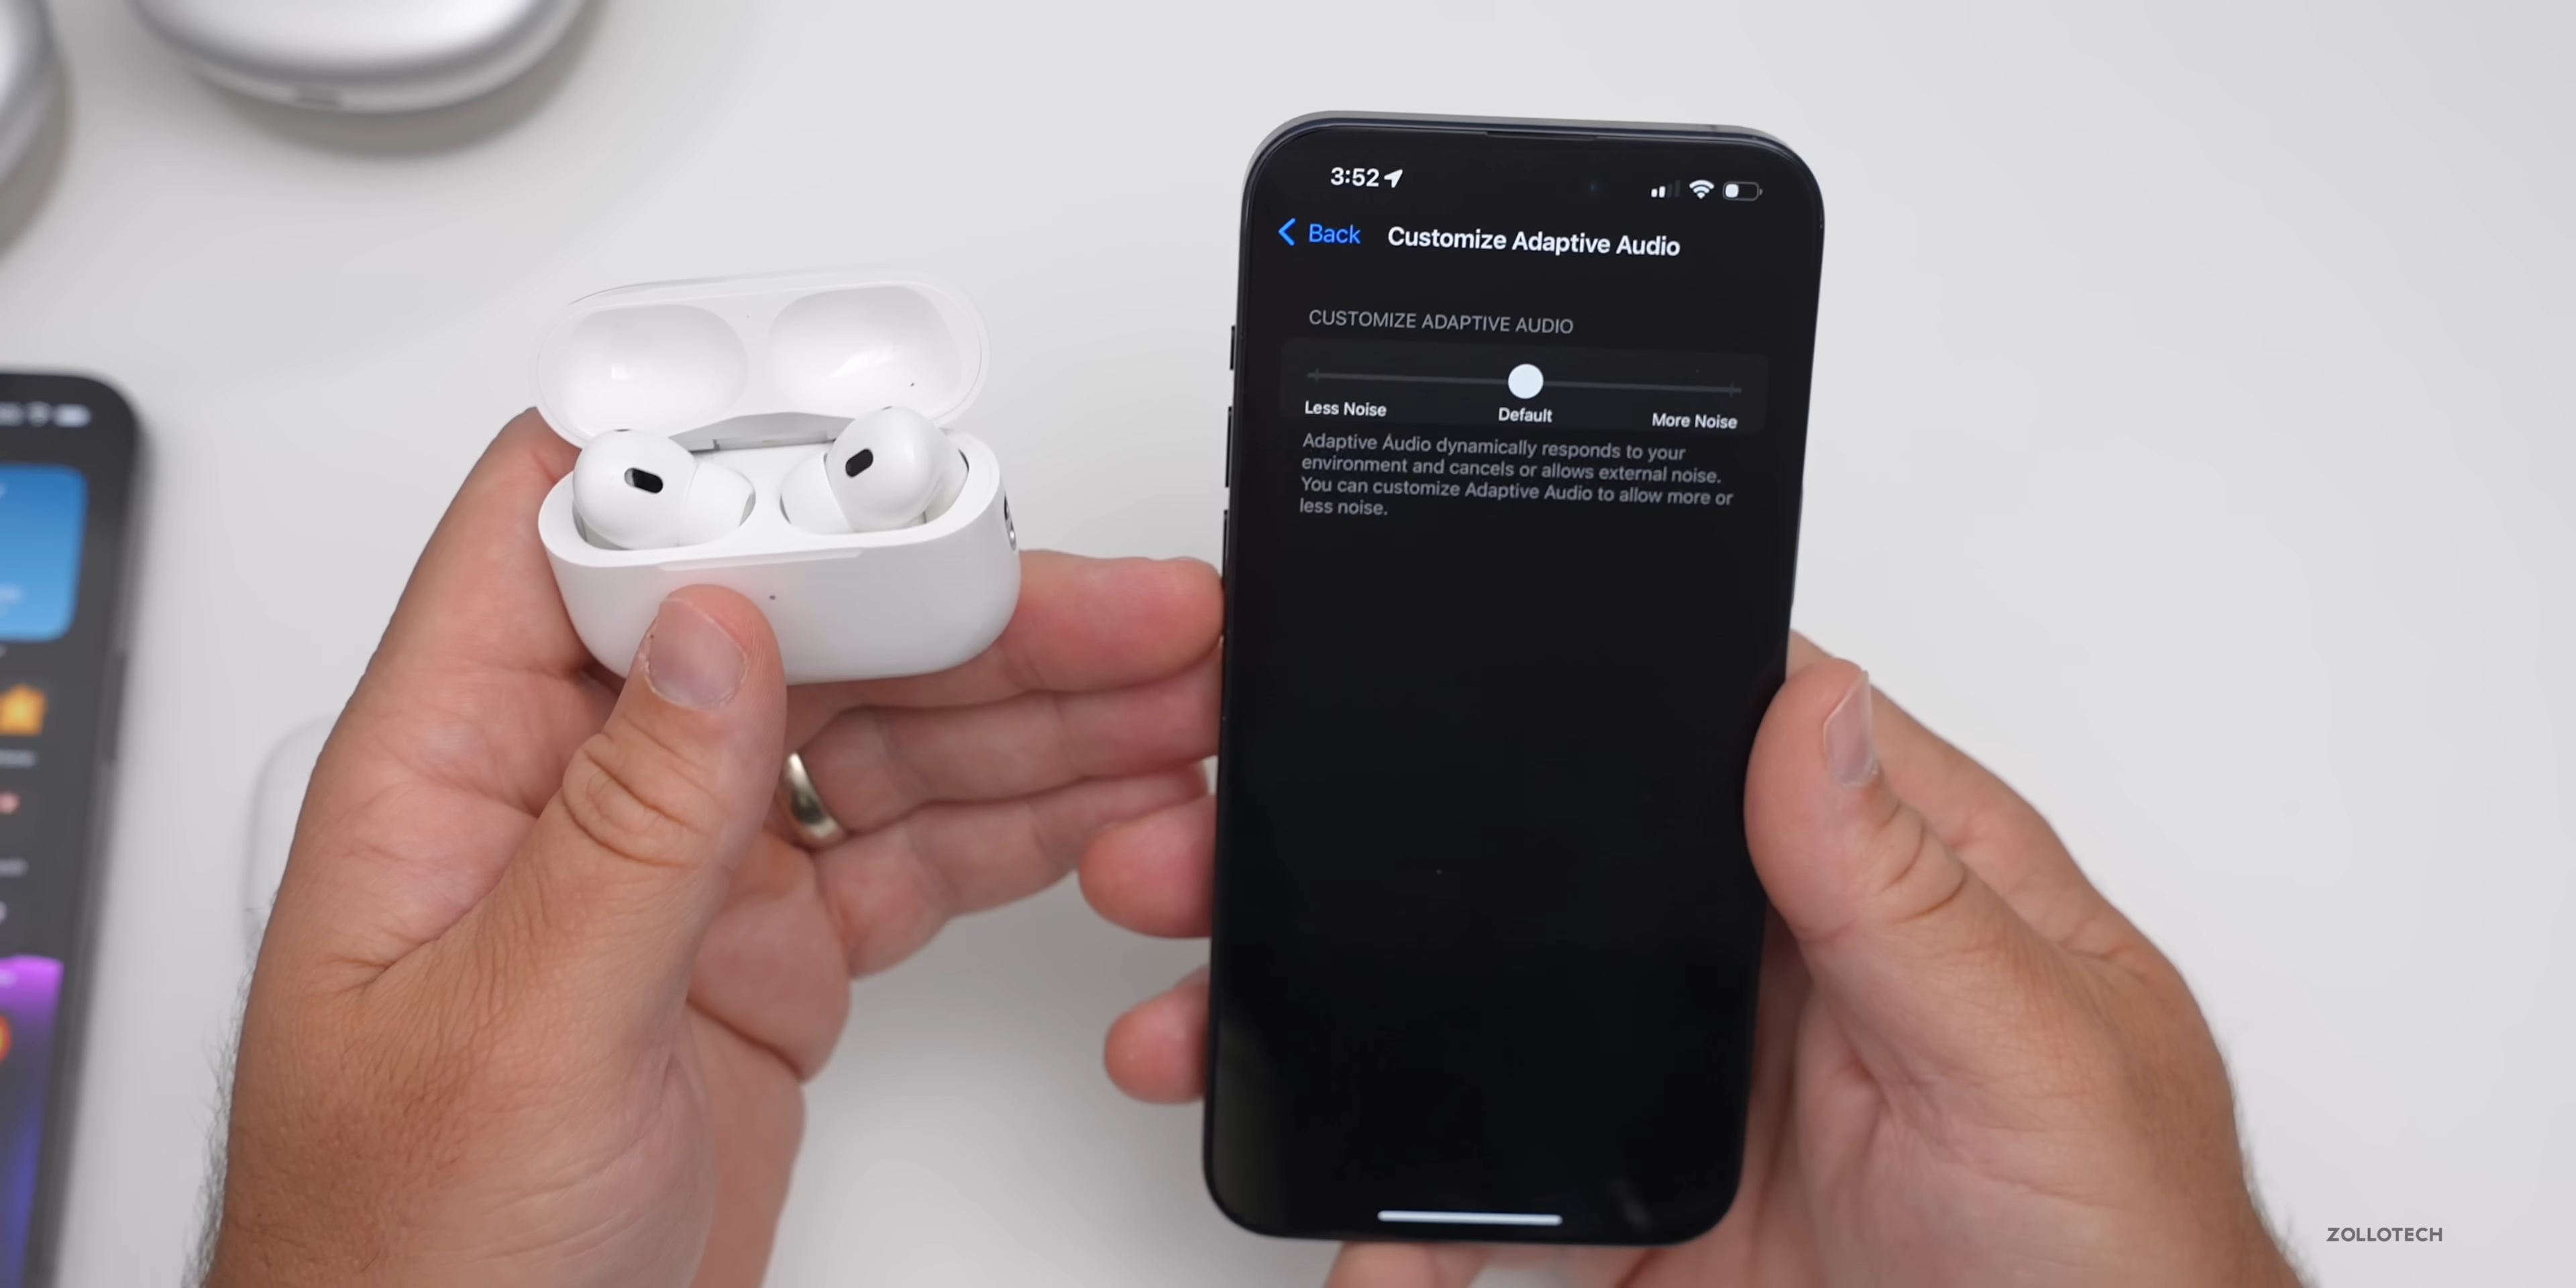 3:52
Back
Customize Adaptive Audio
CUSTOMIZE ADAPTIVE AUDIO
Less Noise
Default
More Noise
Adaptive Audio dynamically responds to your
environment and cancels or allows external noise.
You can customize Adaptive Audio to allow more or
less noise.
ZOLLOTECH